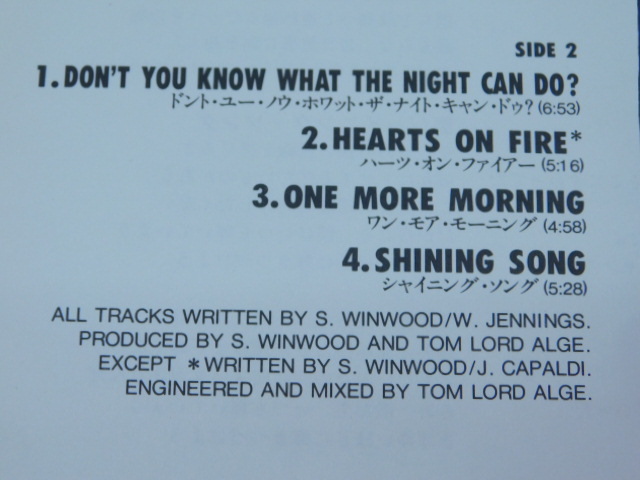 SIDE 2
1. DON'T YOU KNOW WHAT THE NIGHT CAN DO?
ドント・ユー・ノウ・ホワット・ザ・ナイト・キャン・ドゥ? (6:53)
2. HEARTS ON FIRE*
ハーツ・オン・ファイアー (5:16)
3. ONE MORE MORNING
ワン・モア・モーニング (4:58)
4. SHINING SONG
シャイニング・ソング (5:28)
ALL TRACKS WRITTEN BY S. WINWOOD/W. JENNINGS.
PRODUCED BY S. WINWOOD AND TOM LORD ALGE.
EXCEPT *WRITTEN BY S. WINWOOD/J. CAPALDI.
ENGINEERED AND MIXED BY TOM LORD ALGE.